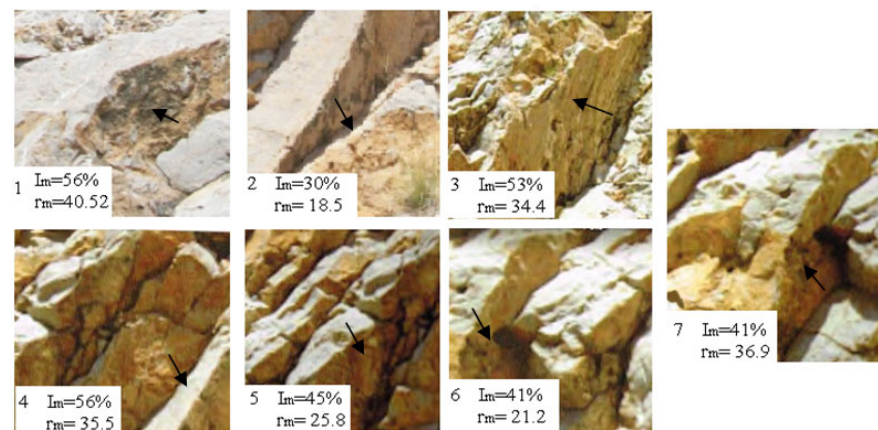 1 Im=56%
rm=40.52
2 Im=30%
rm= 18.5
3 Im=53%
rm= 34.4
4 Im=56%
rm= 35.5
5 Im=45%
rm= 25.8
6 Im=41%
rm= 21.2
7 Im=41%
rm= 36.9